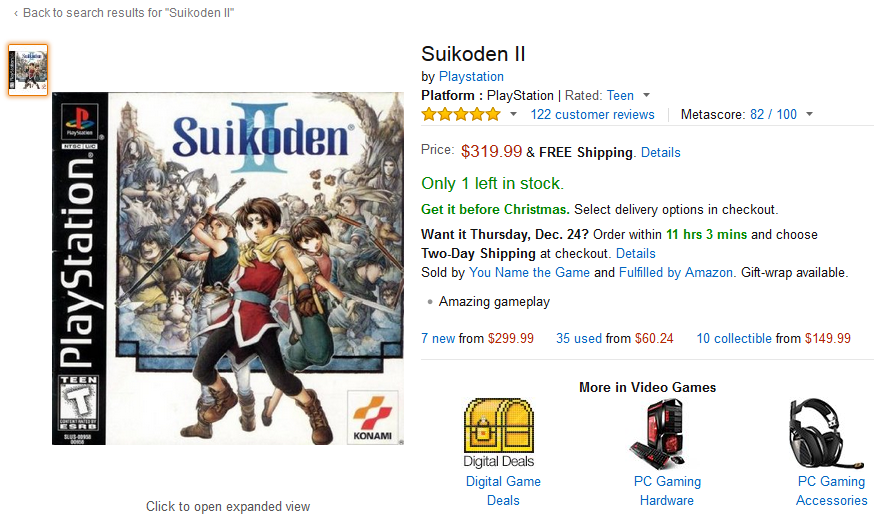 ‹ Back to search results for "Suikoden II"
Suikoden II
by Playstation
Platform : PlayStation | Rated: Teen
122 customer reviews
Metascore: 82 / 100
Price: $319.99 & FREE Shipping. Details
Only 1 left in stock.
Get it before Christmas. Select delivery options in checkout.
Want it Thursday, Dec. 24? Order within 11 hrs 3 mins and choose
Two-Day Shipping at checkout. Details
Sold by You Name the Game and Fulfilled by Amazon. Gift-wrap available.
• Amazing gameplay
7 new from $299.99 35 used from $60.24 10 collectible from $149.99
More in Video Games
Digital Deals
Digital Game
Deals
PC Gaming
Hardware
PC Gaming
Accessories
PlayStation
NTSC U/C
PlayStation®
Suikoden®
II
TEEN
T
CONTENT RATED BY
ESRB
SLUS-00958
00958
KONAMI
Click to open expanded view